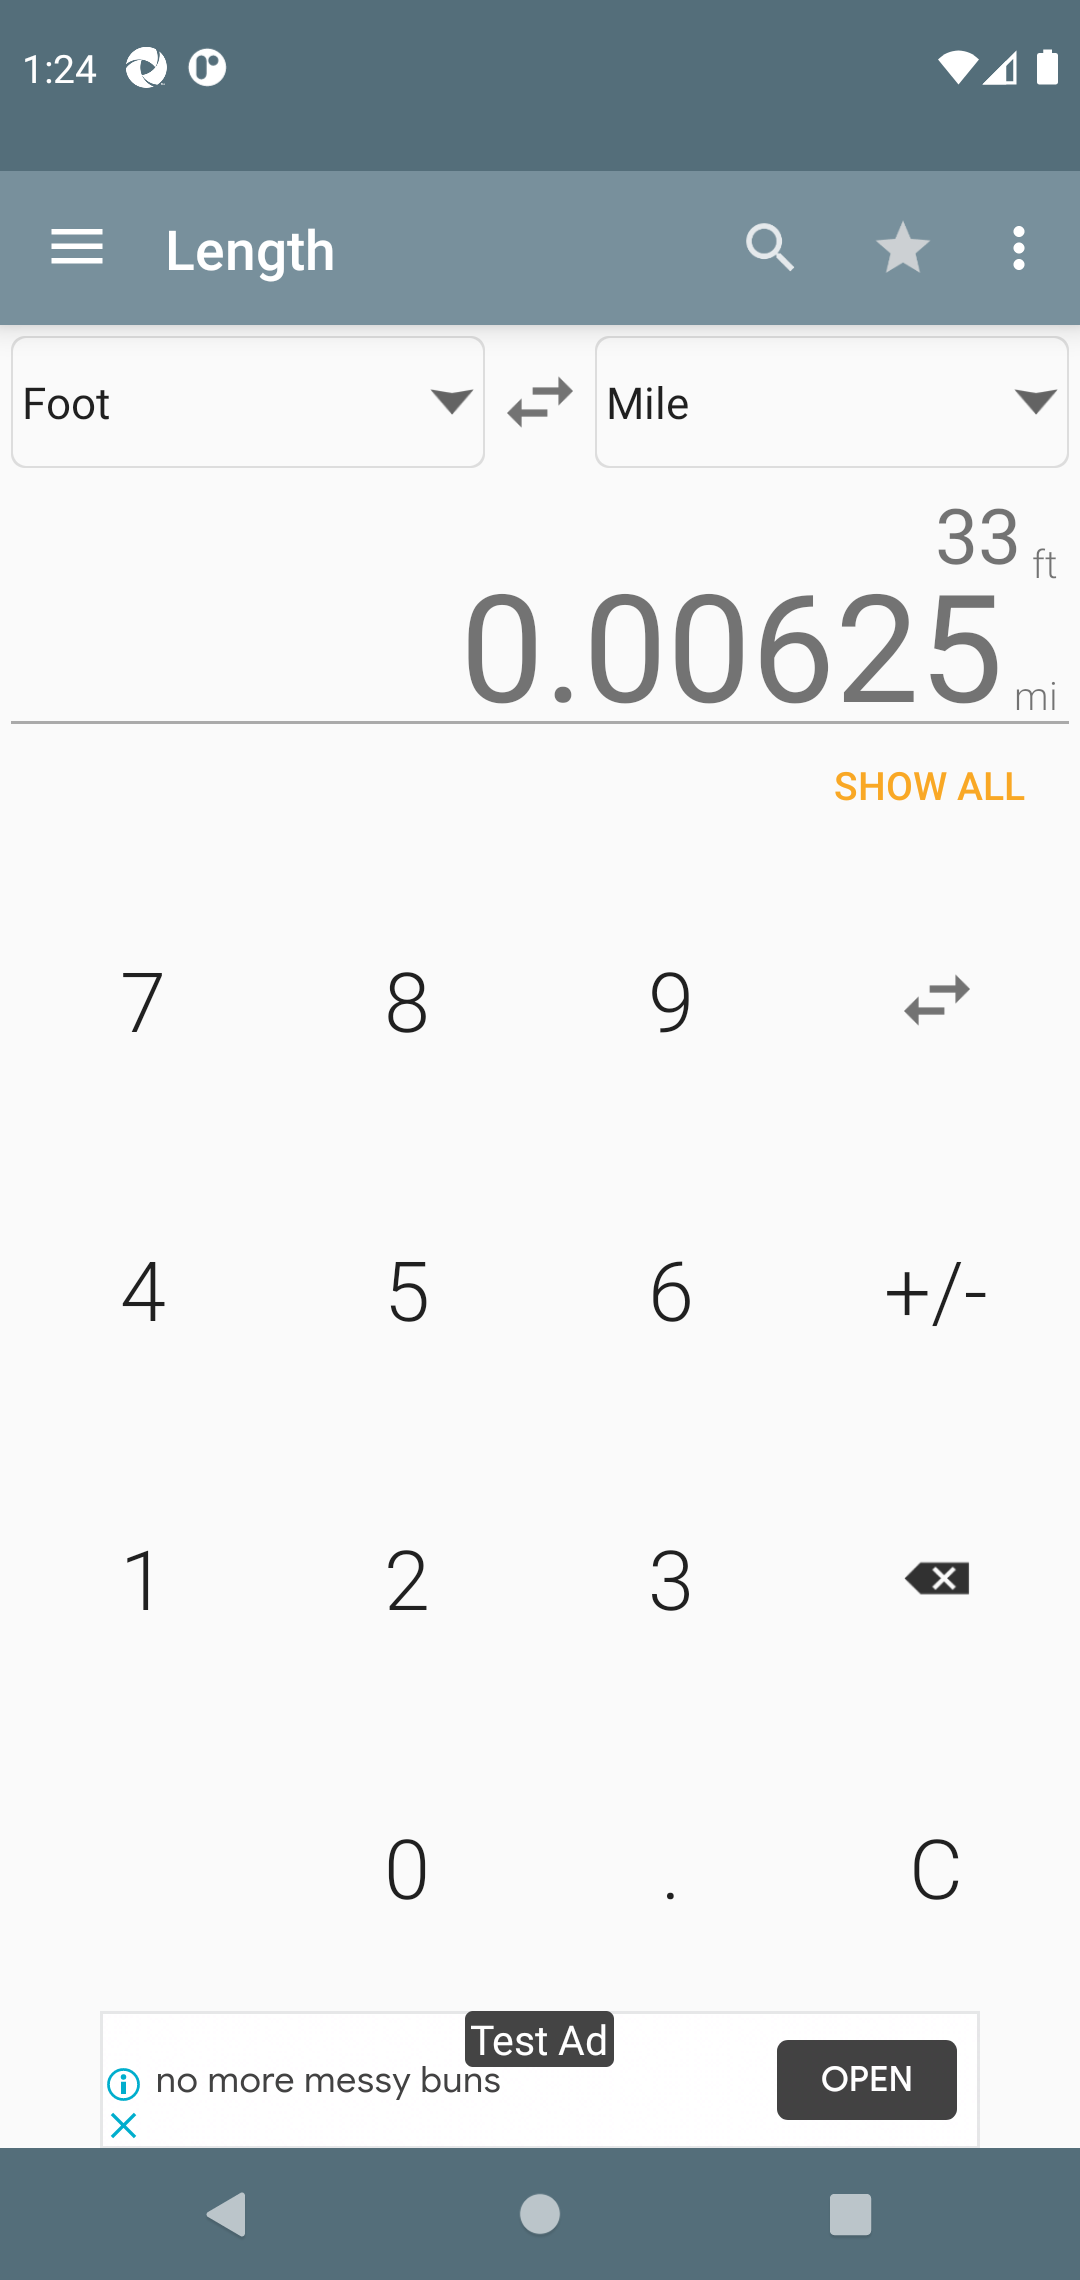 1:24
Length
Foot
Mile
33 ft
0.00625 mi
SHOW ALL
7 8 9
4 5 6 +/-
1 2 3
0 . C
Test Ad
no more messy buns
OPEN